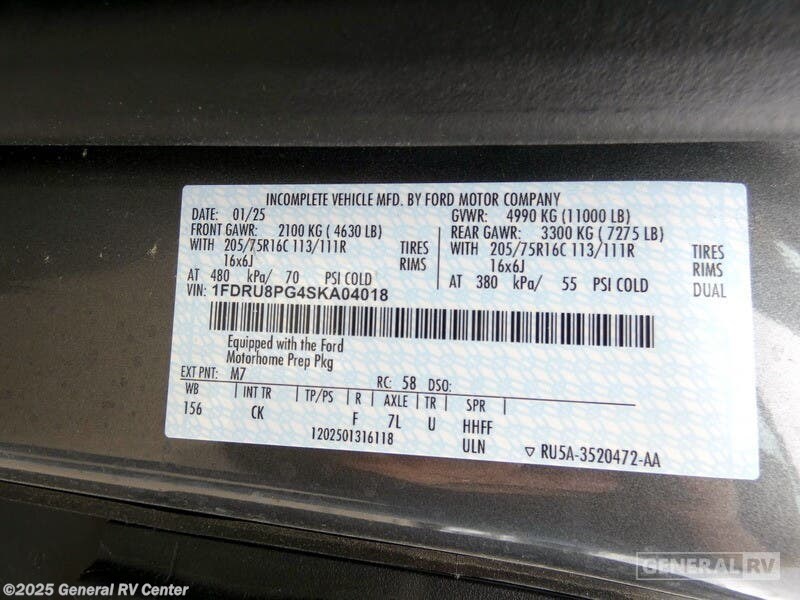 INCOMPLETE VEHICLE MFD. BY FORD MOTOR COMPANY
DATE: 01/25 GVWR: 4990 KG (11000 LB)
FRONT GAWR: 2100 KG ( 4630 LB) REAR GAWR: 3300 KG ( 7275 LB)
WITH 205/75R16C 113/111R TIRES WITH 205/75R16C 113/111R TIRES
16x6J RIMS 16x6J RIMS
AT 480 kPa/ 70 PSI COLD AT 380 kPa/ 55 PSI COLD DUAL
VIN: 1FDRU8PG4SKA04018
Equipped with the Ford
Motorhome Prep Pkg
EXT PNT: M7 RC: 58 DSO:
WB INT TR TP/PS R AXLE TR SPR
156 CK F 7L U HHFF
1202501316118 ULN ▽ RU5A-3520472-AA
GENERAL RV
©2025 General RV Center